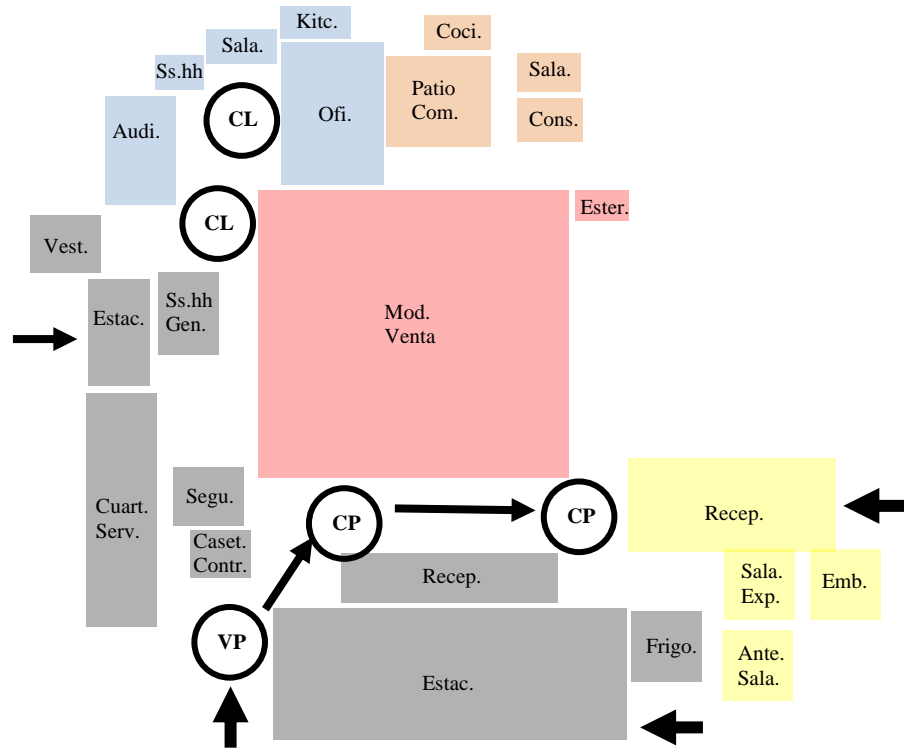 Kitc.
Coci.
Sala.
Ss.hh
Sala.
Patio
Com.
CL
Ofi.
Cons.
Audi.
CL
Ester.
Vest.
Ss.hh
Gen.
Estac.
Mod.
Venta
Segu.
Cuart.
Serv.
CP
CP
Recep.
Caset.
Contr.
Recep.
Sala.
Exp.
Emb.
VP
Frigo.
Ante.
Sala.
Estac.